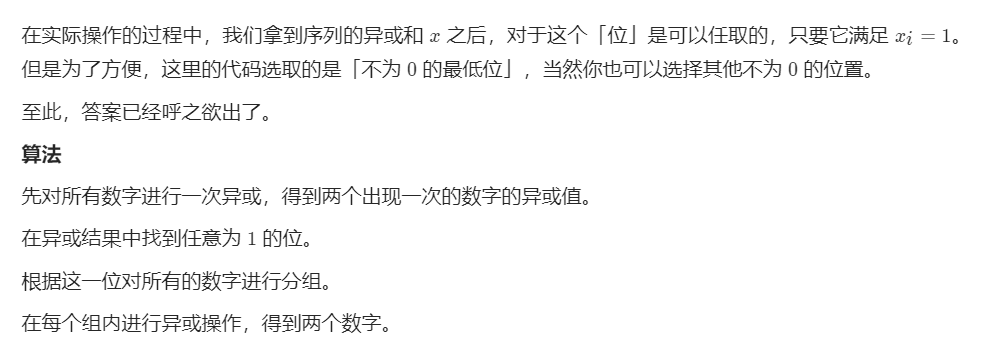 在实际操作的过程中，我们拿到序列的异或和 x 之后，对于这个「位」是可以任取的，只要它满足 xᵢ = 1。
但是为了方便，这里的代码选取的是「不为 0 的最低位」，当然你也可以选择其他不为 0 的位置。
至此，答案已经呼之欲出了。
算法
先对所有数字进行一次异或，得到两个出现一次的数字的异或值。
在异或结果中找到任意为 1 的位。
根据这一位对所有的数字进行分组。
在每个组内进行异或操作，得到两个数字。